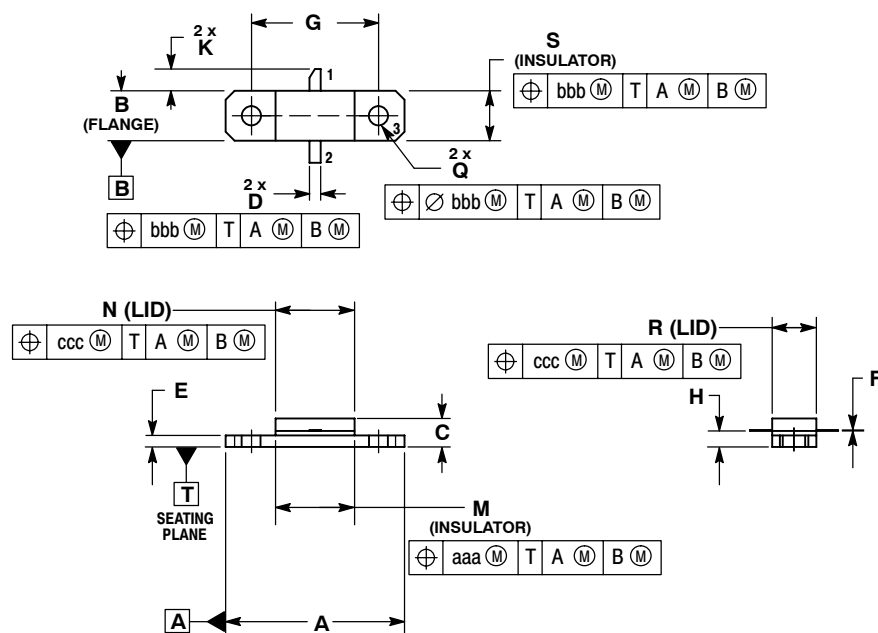 G
2 x
K
1
B
(FLANGE)
B
2
3
S
(INSULATOR)
⌖ bbb Ⓜ T A Ⓜ B Ⓜ
2 x
Q
⌖ ∅ bbb Ⓜ T A Ⓜ B Ⓜ
2 x
D
⌖ bbb Ⓜ T A Ⓜ B Ⓜ
N (LID)
⌖ ccc Ⓜ T A Ⓜ B Ⓜ
R (LID)
⌖ ccc Ⓜ T A Ⓜ B Ⓜ
E
C
H
F
T
SEATING
PLANE
M
(INSULATOR)
⌖ aaa Ⓜ T A Ⓜ B Ⓜ
A
A